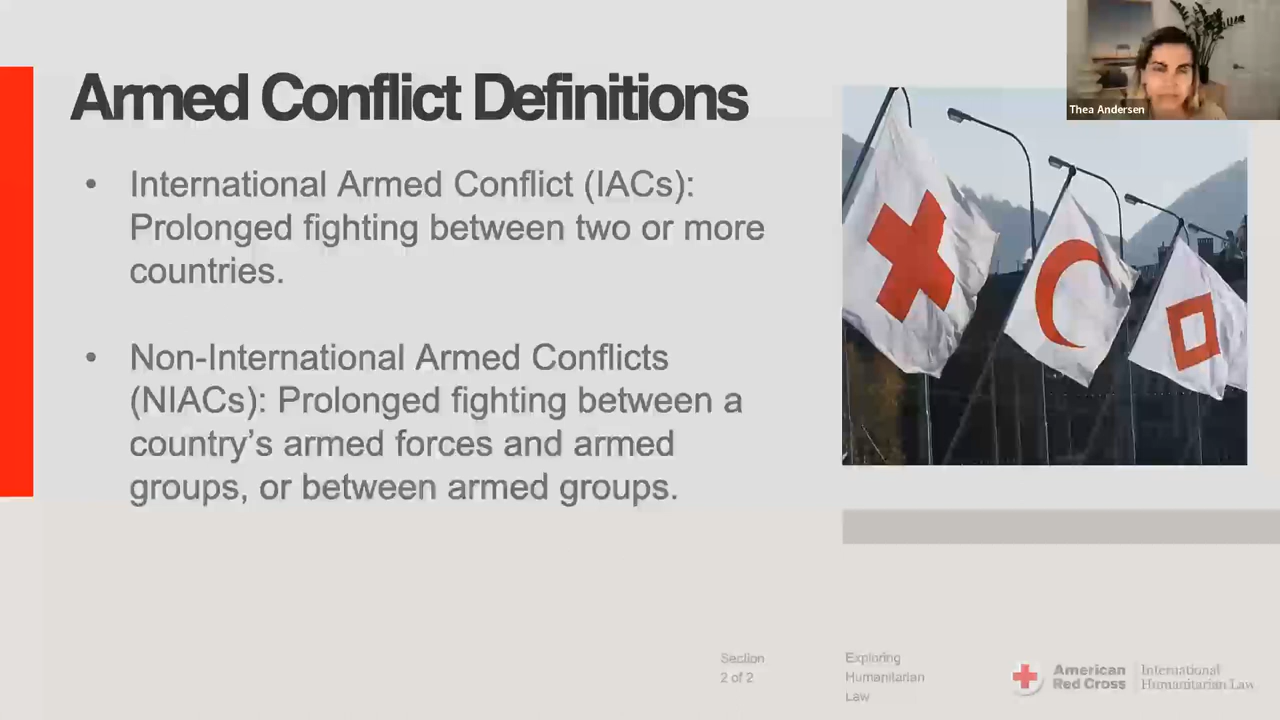 Armed Conflict Definitions
Thea Andersen
• International Armed Conflict (IACs):
Prolonged fighting between two or more
countries.
• Non-International Armed Conflicts
(NIACs): Prolonged fighting between a
country's armed forces and armed
groups, or between armed groups.
Section
2 of 2
Exploring
Humanitarian
Law
American
Red Cross
International
Humanitarian Law